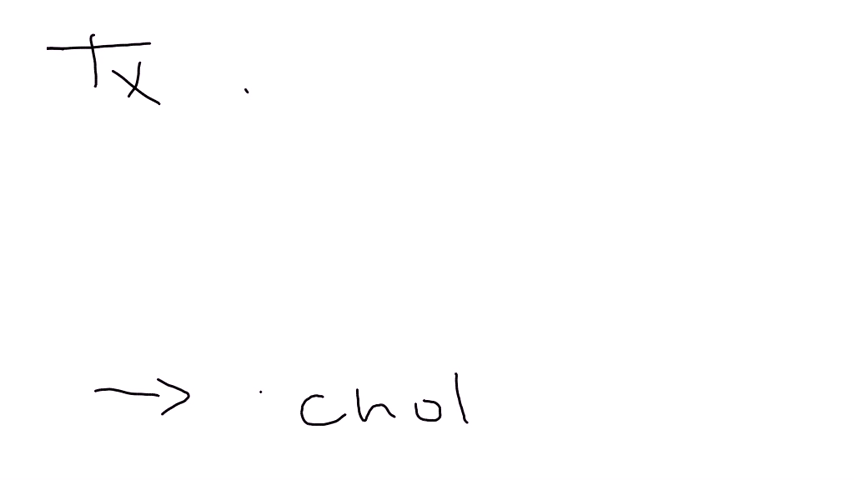 Tx .
→ . chol